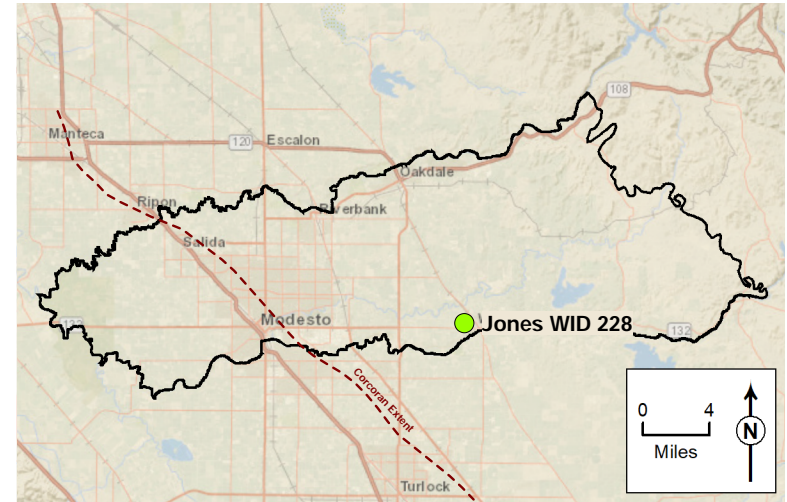 108
Manteca
120
Escalon
Oakdale
Ripon
Riverbank
Salida
132
Modesto
Jones WID 228
132
Corcoran Extent
0 4
Miles
N
Turlock